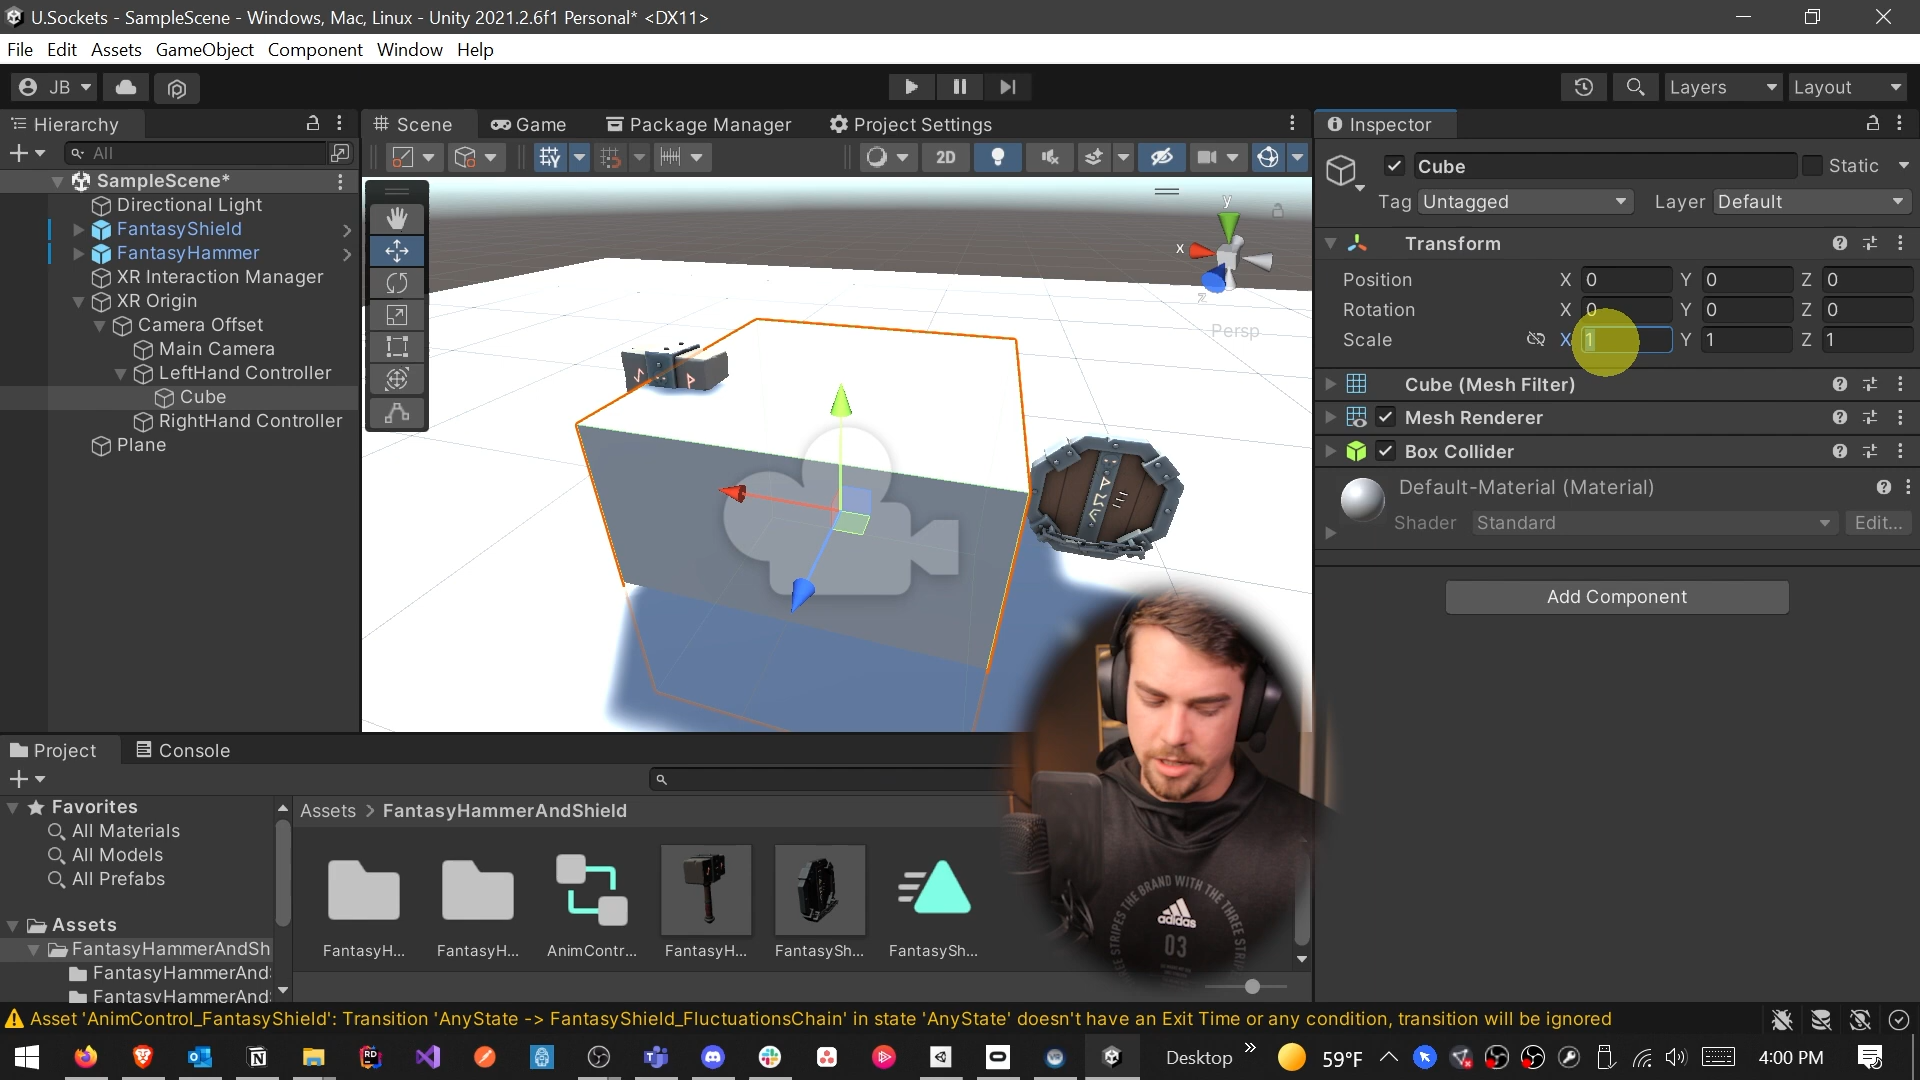 U.Sockets - SampleScene - Windows, Mac, Linux - Unity 2021.2.6f1 Personal* <DX11>
File Edit Assets GameObject Component Window Help
JB
Layers Layout
Hierarchy
All
SampleScene*
Directional Light
FantasyShield
FantasyHammer
XR Interaction Manager
XR Origin
Camera Offset
Main Camera
LeftHand Controller
Cube
RightHand Controller
Plane
Scene Game Package Manager Project Settings
2D
y
x
z
Persp
Inspector
Cube Static
Tag Untagged Layer Default
Transform
Position X 0 Y 0 Z 0
Rotation X 0 Y 0 Z 0
Scale X 1 Y 1 Z 1
Cube (Mesh Filter)
Mesh Renderer
Box Collider
Default-Material (Material)
Shader Standard Edit...
Add Component
Project Console
Favorites
All Materials
All Models
All Prefabs
Assets
FantasyHammerAndSh
FantasyHammerAnd
FantasyHammerAnd
Assets > FantasyHammerAndShield
FantasyH... FantasyH... AnimContr... FantasyH... FantasySh... FantasySh...
THE BRAND WITH THE THREE STRIPES
adidas
03
Asset 'AnimControl_FantasyShield': Transition 'AnyState -> FantasyShield_FluctuationsChain' in state 'AnyState' doesn't have an Exit Time or any condition, transition will be ignored
Desktop
59°F
4:00 PM